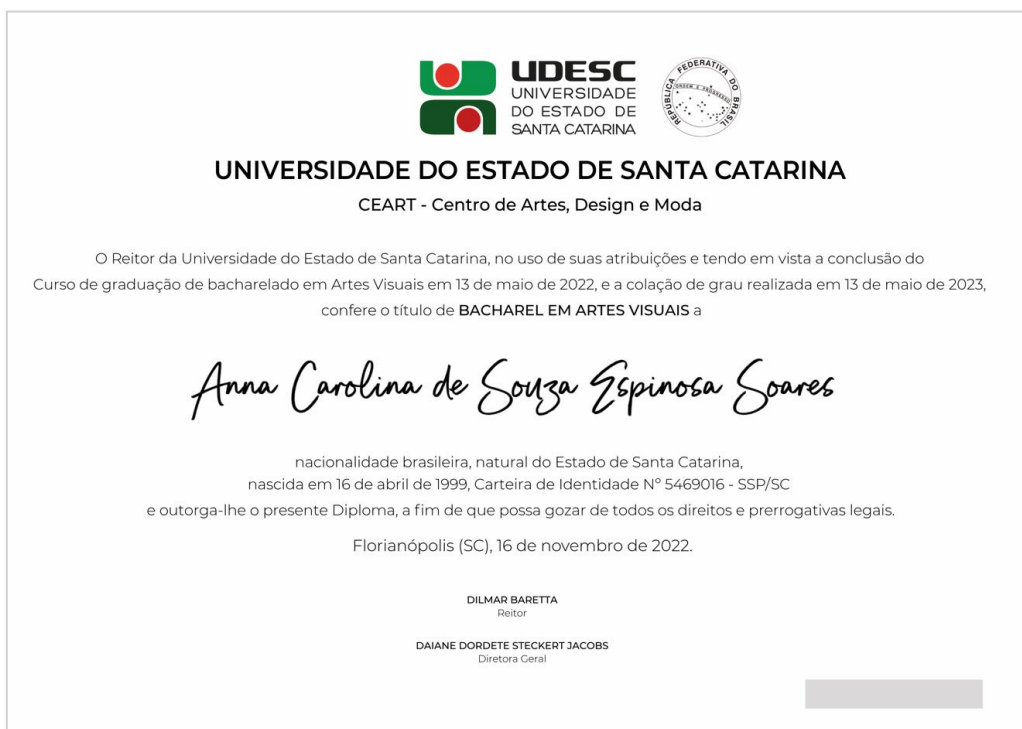 UDESC
UNIVERSIDADE
DO ESTADO DE
SANTA CATARINA
REPÚBLICA FEDERATIVA DO BRASIL
ORDEM E PROGRESSO
UNIVERSIDADE DO ESTADO DE SANTA CATARINA
CEART - Centro de Artes, Design e Moda
O Reitor da Universidade do Estado de Santa Catarina, no uso de suas atribuições e tendo em vista a conclusão do
Curso de graduação de bacharelado em Artes Visuais em 13 de maio de 2022, e a colação de grau realizada em 13 de maio de 2023,
confere o título de BACHAREL EM ARTES VISUAIS a
Anna Carolina de Souza Espinosa Soares
nacionalidade brasileira, natural do Estado de Santa Catarina,
nascida em 16 de abril de 1999, Carteira de Identidade Nº 5469016 - SSP/SC
e outorga-lhe o presente Diploma, a fim de que possa gozar de todos os direitos e prerrogativas legais.
Florianópolis (SC), 16 de novembro de 2022.
DILMAR BARETTA
Reitor
DAIANE DORDETE STECKERT JACOBS
Diretora Geral